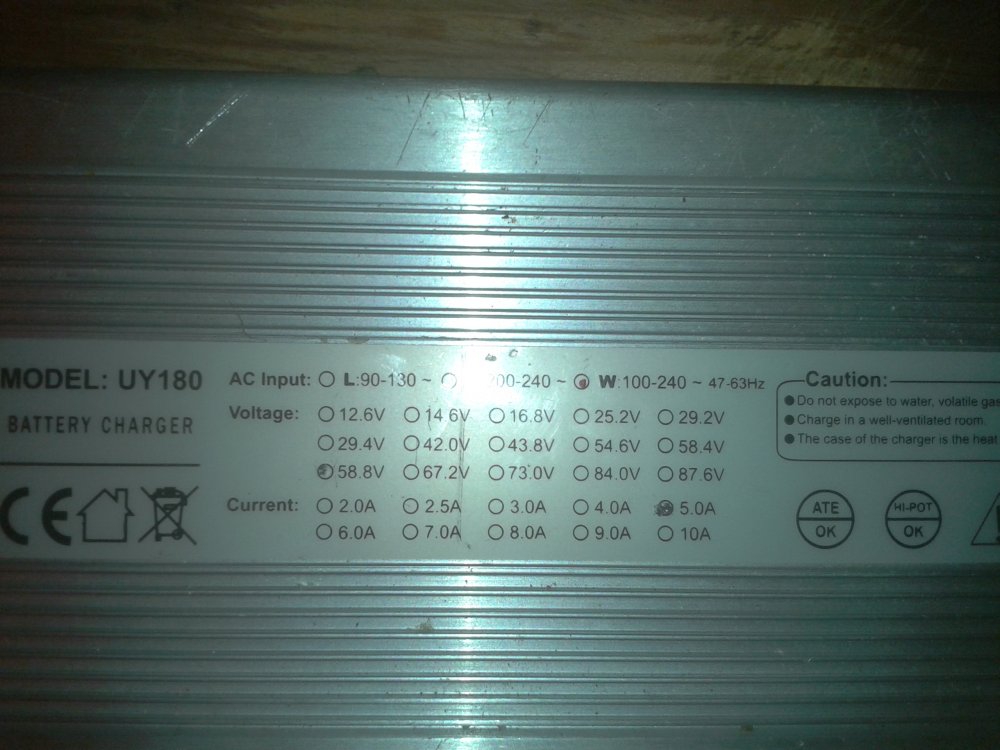 MODEL: UY180
BATTERY CHARGER
AC Input: L:90-130 ~ 200-240 ~ W:100-240 ~ 47-63Hz
Voltage: 12.6V 14.6V 16.8V 25.2V 29.2V
29.4V 42.0V 43.8V 54.6V 58.4V
58.8V 67.2V 73.0V 84.0V 87.6V
Current: 2.0A 2.5A 3.0A 4.0A 5.0A
6.0A 7.0A 8.0A 9.0A 10A
CE
Caution:
Do not expose to water, volatile gas
Charge in a well-ventilated room.
The case of the charger is the heat
ATE
OK
HI-POT
OK